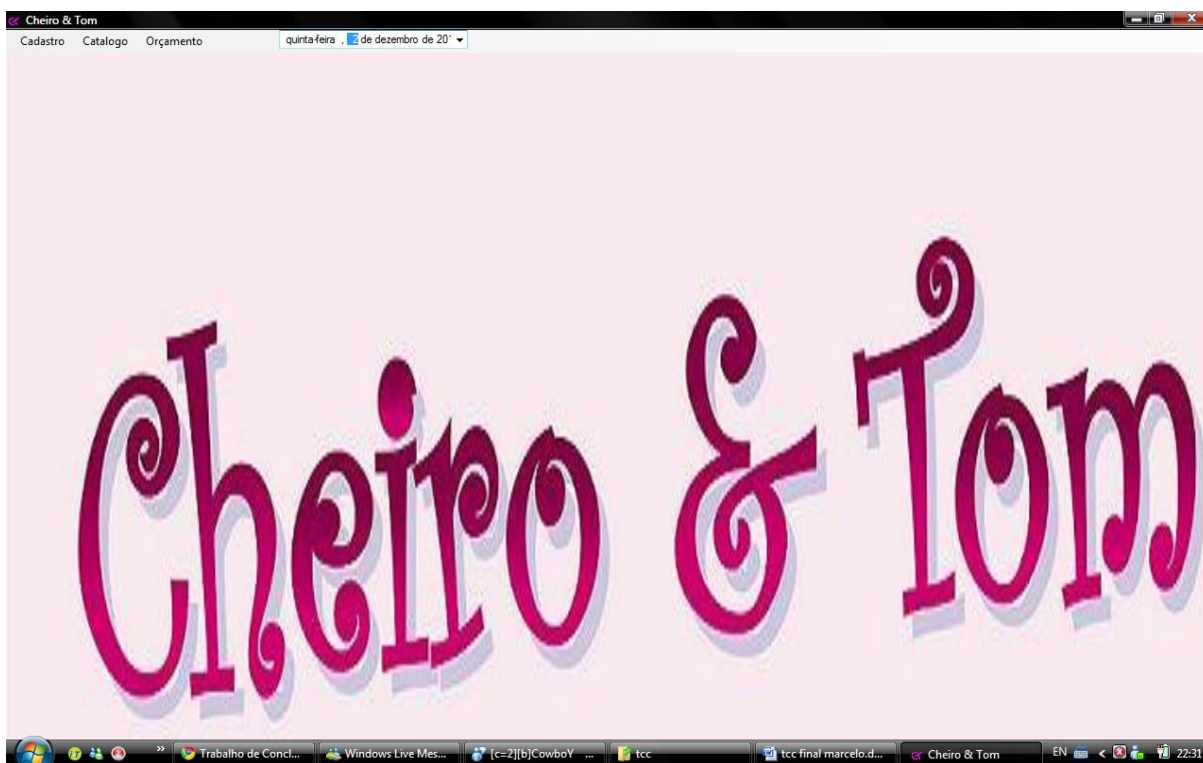 Cheiro & Tom
Cadastro Catalogo Orçamento quinta-feira , 2 de dezembro de 20
Cheiro & Tom
Trabalho de Concl... Windows Live Mes... [c=2][b]CowboY ... tcc tcc final marcelo.d... Cheiro & Tom EN 22:31